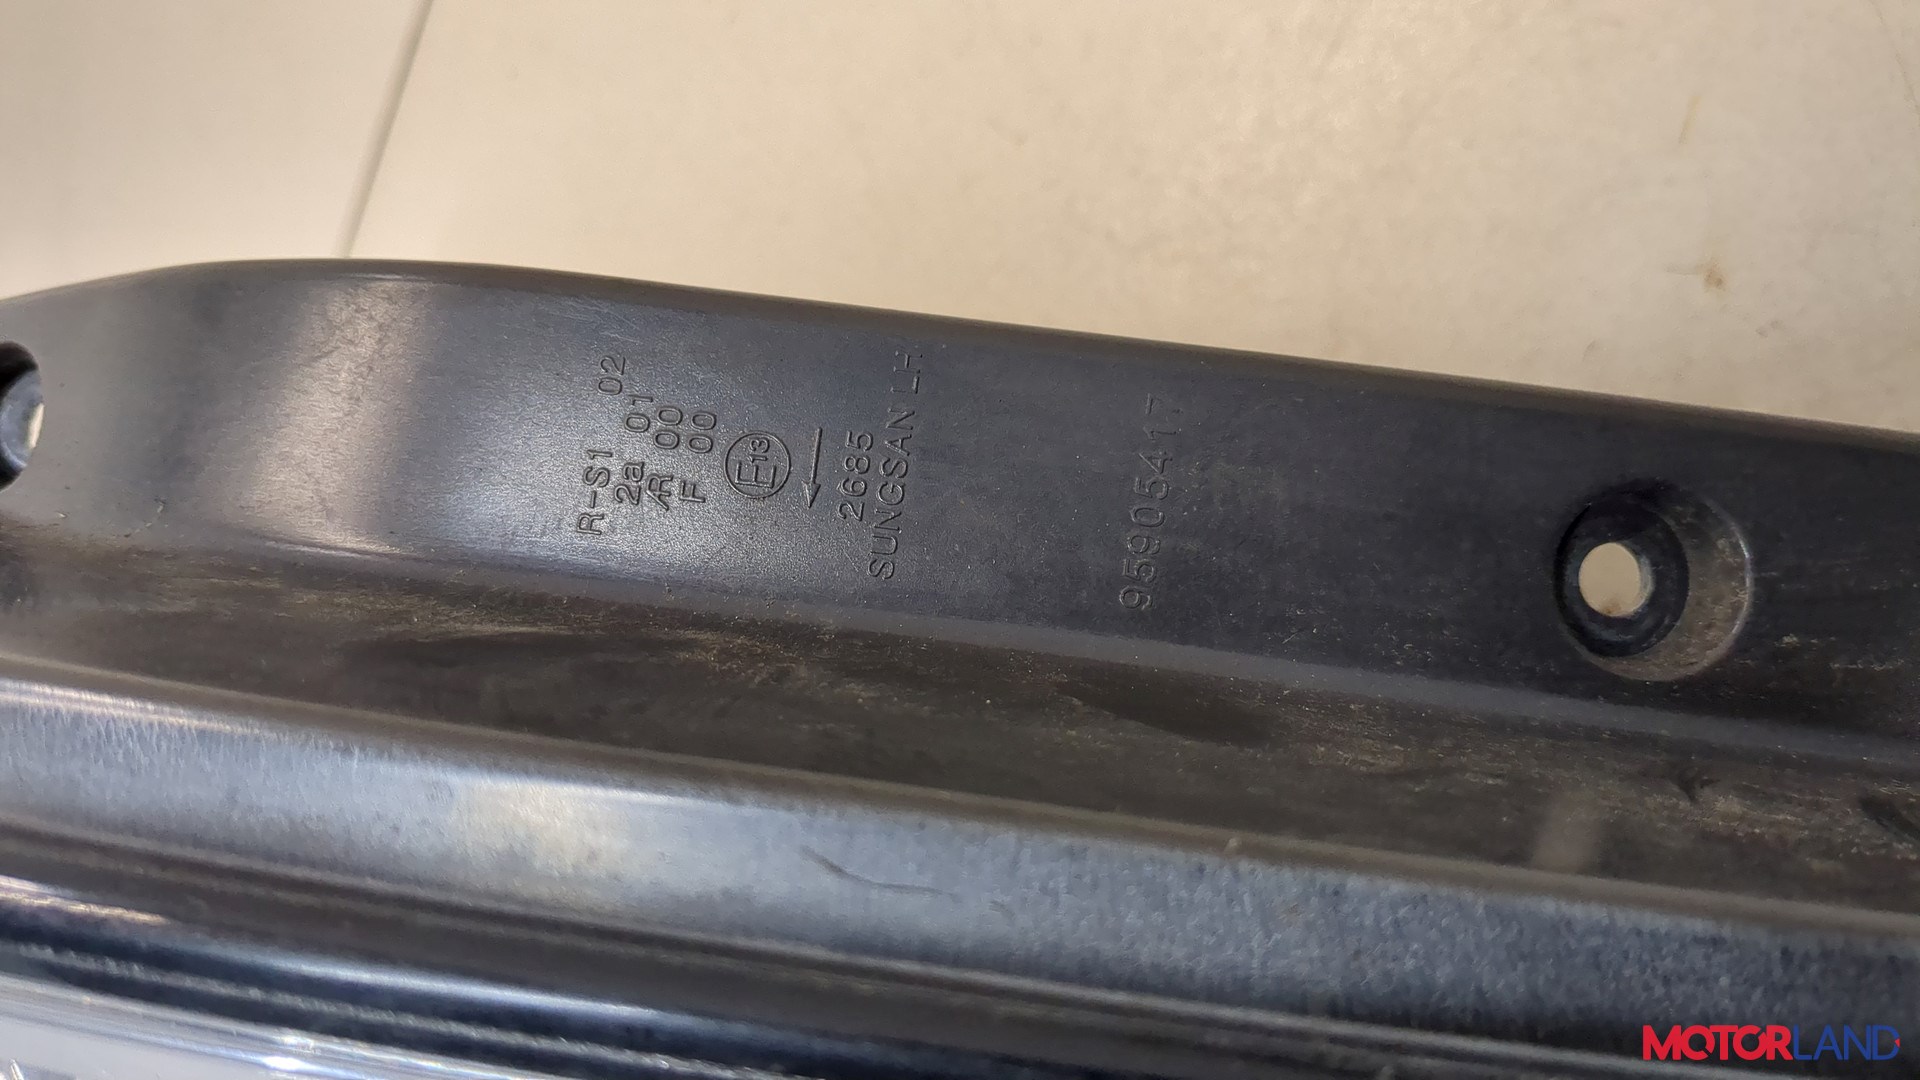 R-S1 02
2a 01
AR 00
F 00
E13
2685
SUNGSAN LH
95905417
MOTORLAND